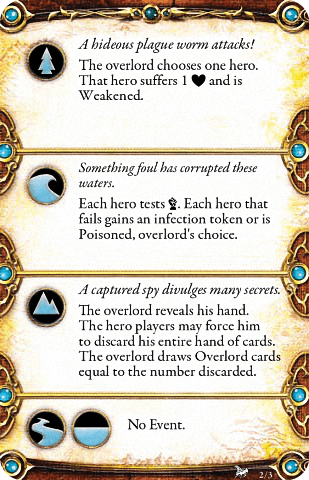 A hideous plague worm attacks!
The overlord chooses one hero.
That hero suffers 1 ♥ and is
Weakened.
Something foul has corrupted these
waters.
Each hero tests . Each hero that
fails gains an infection token or is
Poisoned, overlord's choice.
A captured spy divulges many secrets.
The overlord reveals his hand.
The hero players may force him
to discard his entire hand of cards.
The overlord draws Overlord cards
equal to the number discarded.
No Event.
2/3